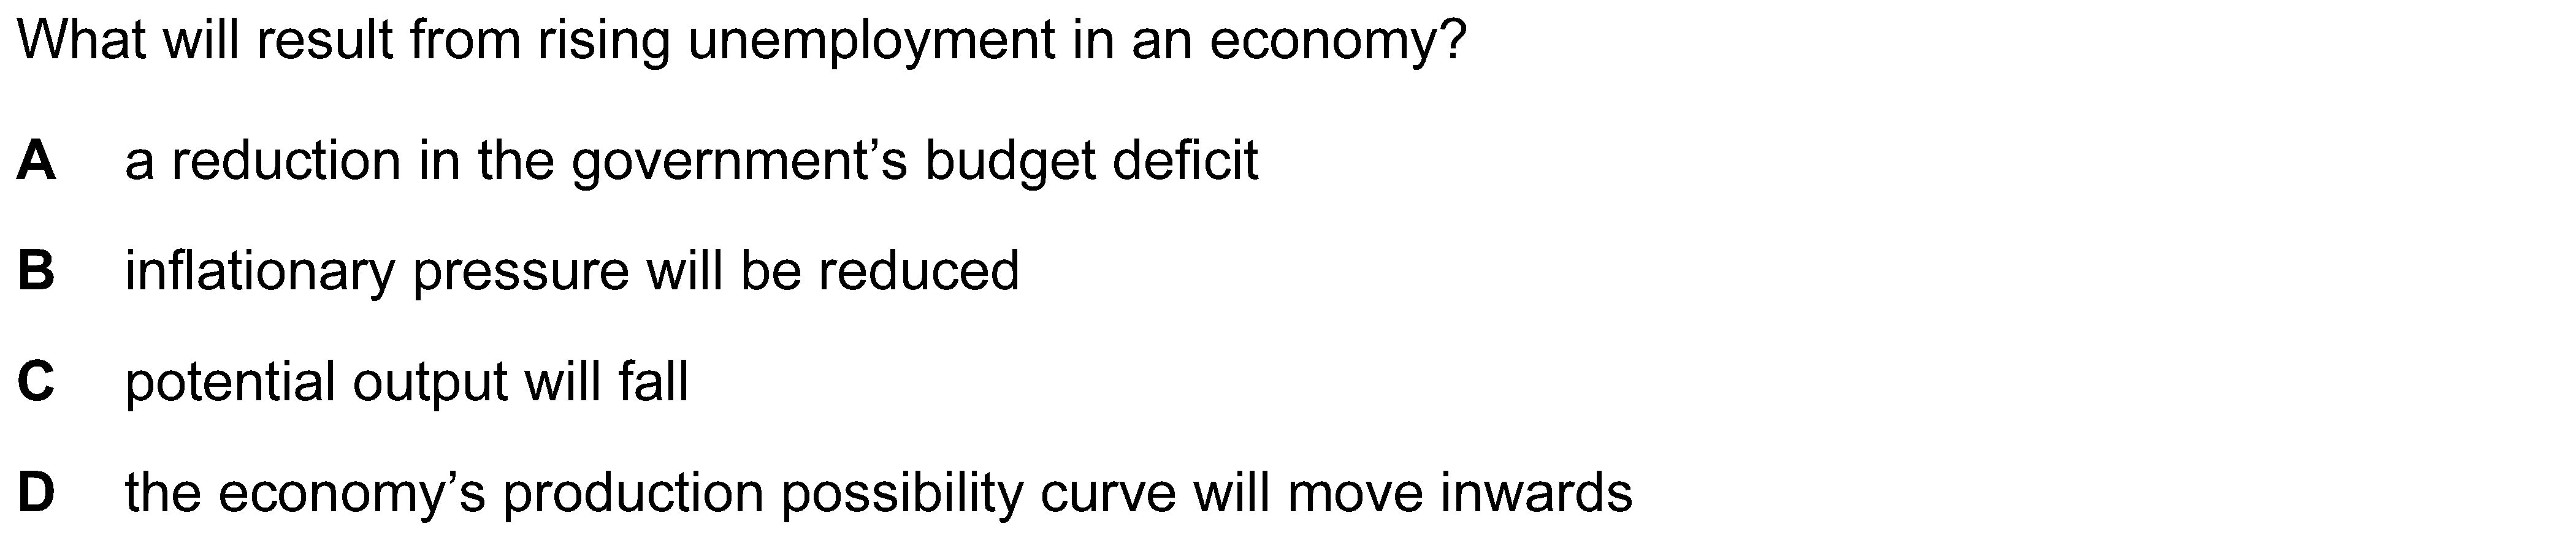 What will result from rising unemployment in an economy?
A a reduction in the government’s budget deficit
B inflationary pressure will be reduced
C potential output will fall
D the economy’s production possibility curve will move inwards